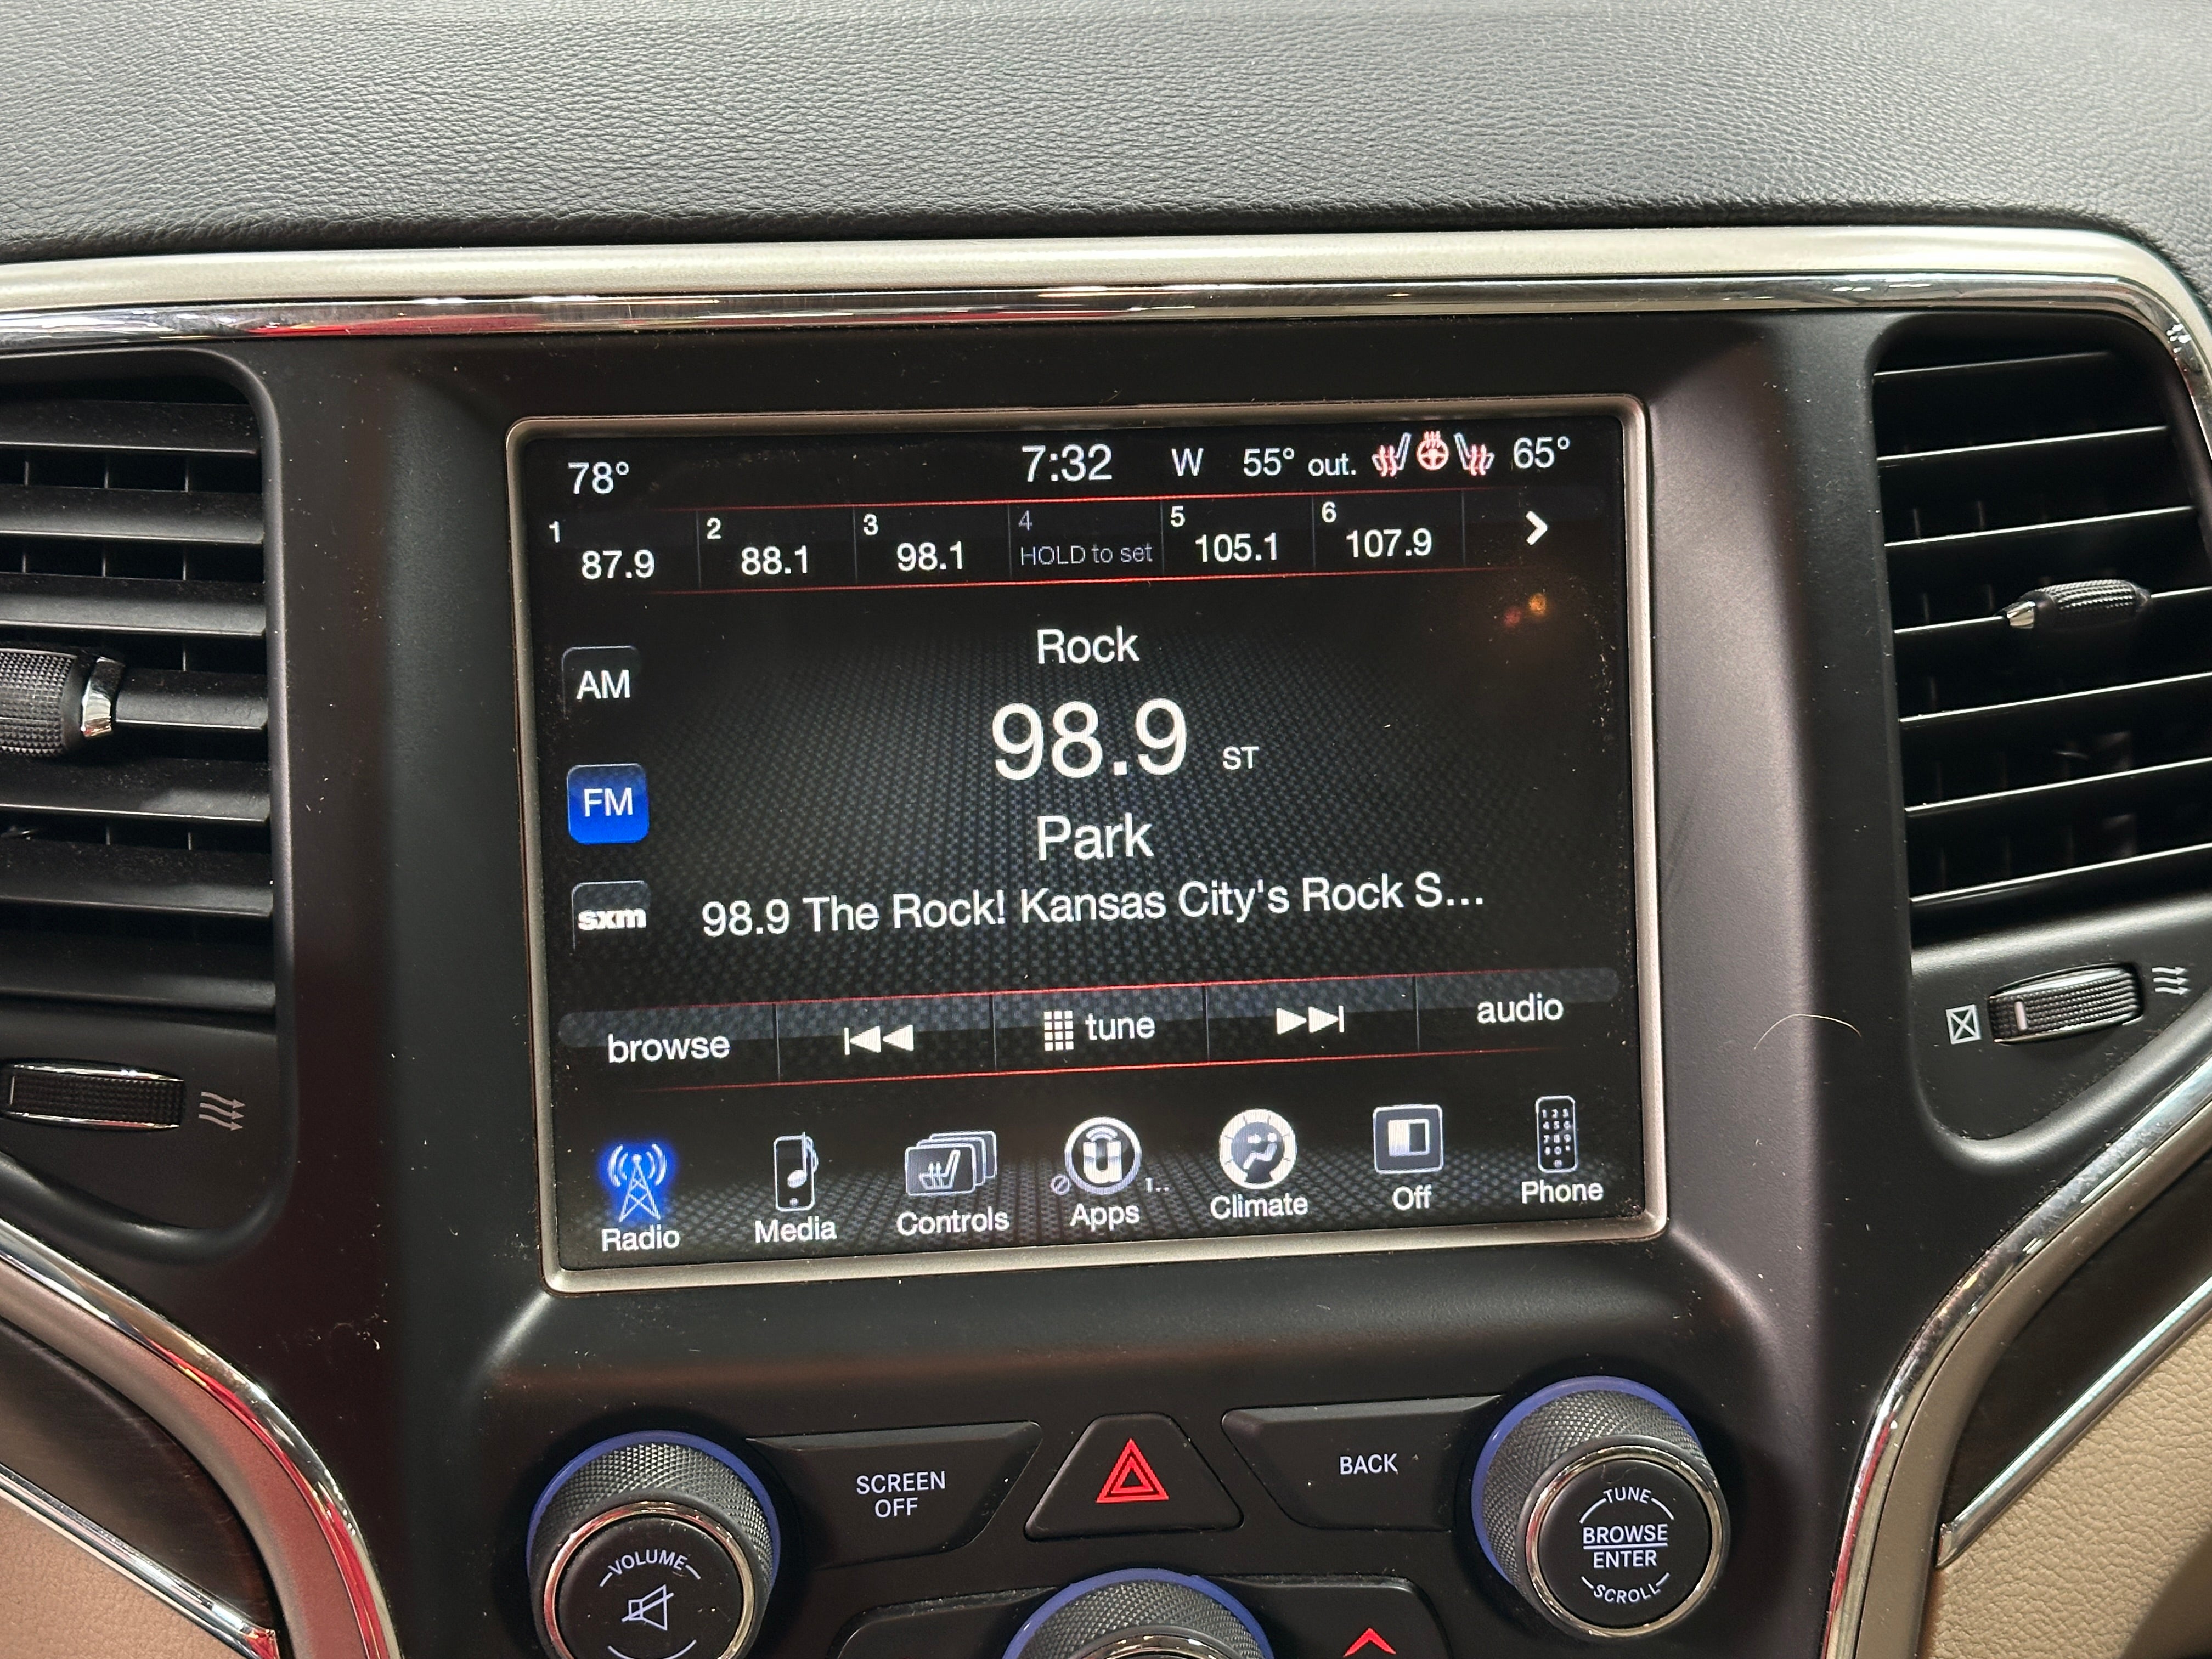 78° 7:32 W 55° out. 65°
1 2 3 4 5 6
87.9 88.1 98.1 HOLD to set 105.1 107.9
Rock
AM
98.9 ST
FM
Park
sxm
98.9 The Rock! Kansas City's Rock S...
browse tune audio
Radio Media Controls Apps Climate Off Phone
SCREEN
OFF
BACK
VOLUME
TUNE
BROWSE
ENTER
SCROLL